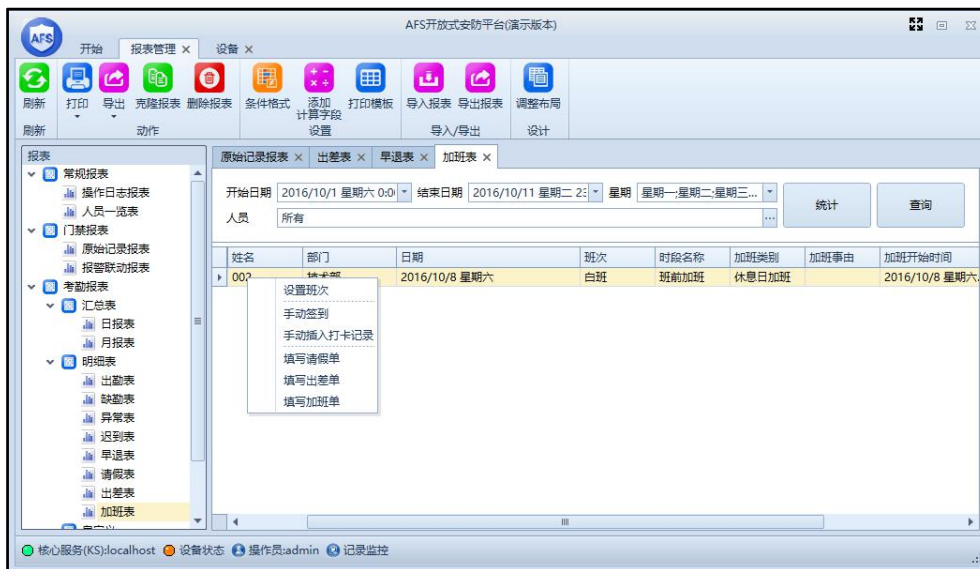 AFS开放式安防平台(演示版本)
AFS
开始 报表管理 × 设备 ×
刷新 打印 导出 克隆报表 删除报表 条件格式 添加 打印模板 导入报表 导出报表 调整布局
计算字段
刷新 动作 设置 导入/导出 设计
报表
常规报表
操作日志报表
人员一览表
门禁报表
原始记录报表
报警联动报表
考勤报表
汇总表
日报表
月报表
明细表
出勤表
缺勤表
异常表
迟到表
早退表
请假表
出差表
加班表
原始记录报表 × 出差表 × 早退表 × 加班表 ×
开始日期 2016/10/1 星期六 0:0 结束日期 2016/10/11 星期二 23 星期 星期一;星期二;星期三... 统计 查询
人员 所有 ...
姓名 部门 日期 班次 时段名称 加班类别 加班事由 加班开始时间
002 技术部 2016/10/8 星期六 白班 班前加班 休息日加班 2016/10/8 星期六
设置班次
手动签到
手动插入打卡记录
填写请假单
填写出差单
填写加班单
核心服务(KS):localhost 设备状态 操作员:admin 记录监控